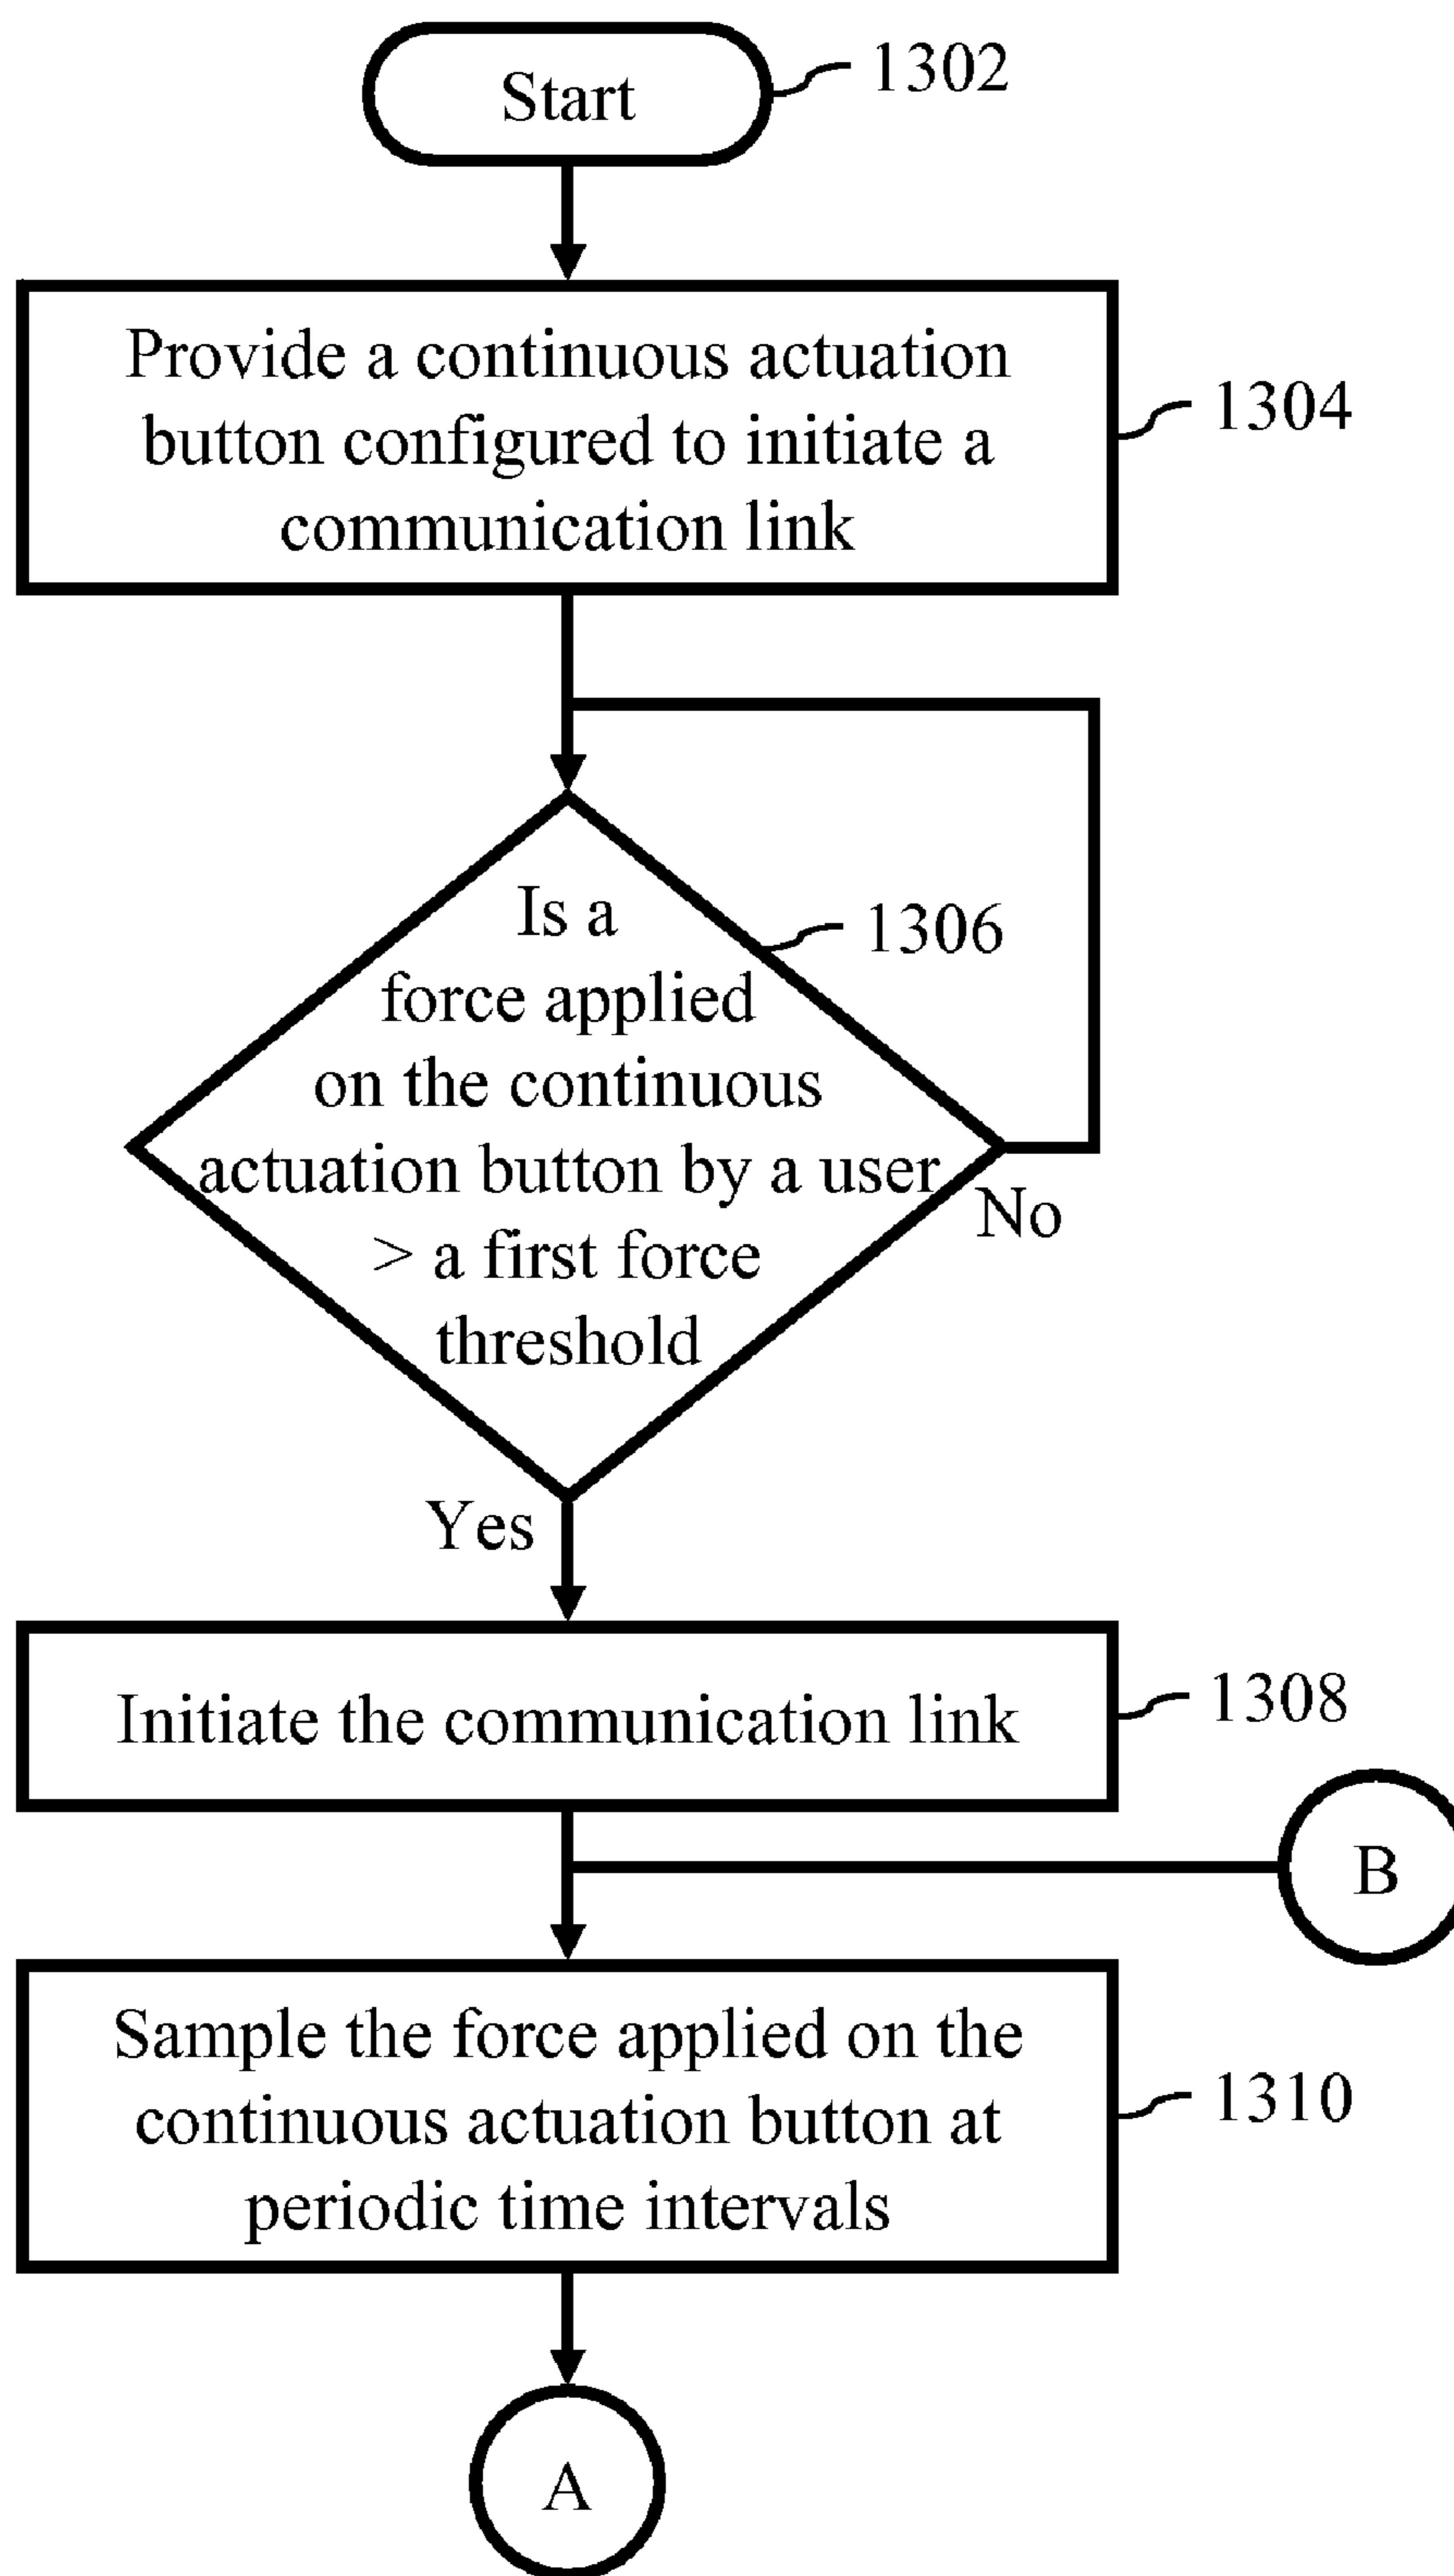 Start
1302
Provide a continuous actuation
button configured to initiate a
communication link
1304
Is a
force applied
on the continuous
actuation button by a user
> a first force
threshold
1306
No
Yes
Initiate the communication link
1308
B
Sample the force applied on the
continuous actuation button at
periodic time intervals
1310
A